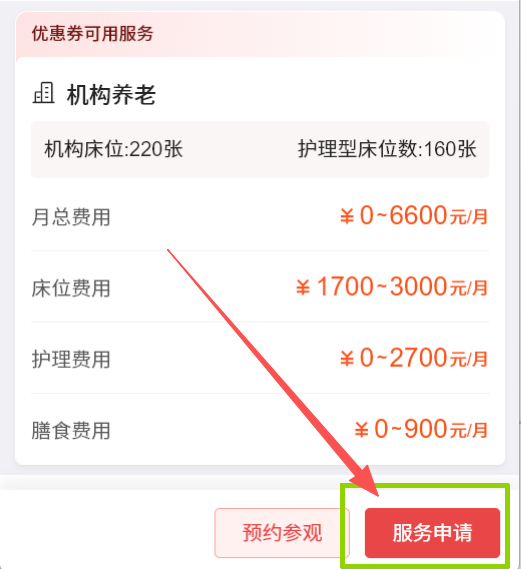 优惠券可用服务
机构养老
机构床位:220张 护理型床位数:160张
月总费用 ¥0~6600元/月
床位费用 ¥1700~3000元/月
护理费用 ¥0~2700元/月
膳食费用 ¥0~900元/月
预约参观 服务申请